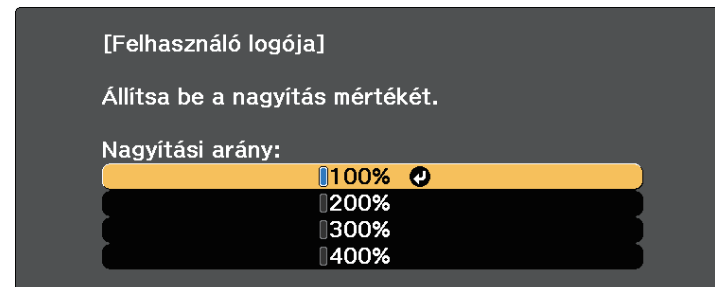 [Felhasználó logója]
Állítsa be a nagyítás mértékét.
Nagyítási arány:
100%
200%
300%
400%